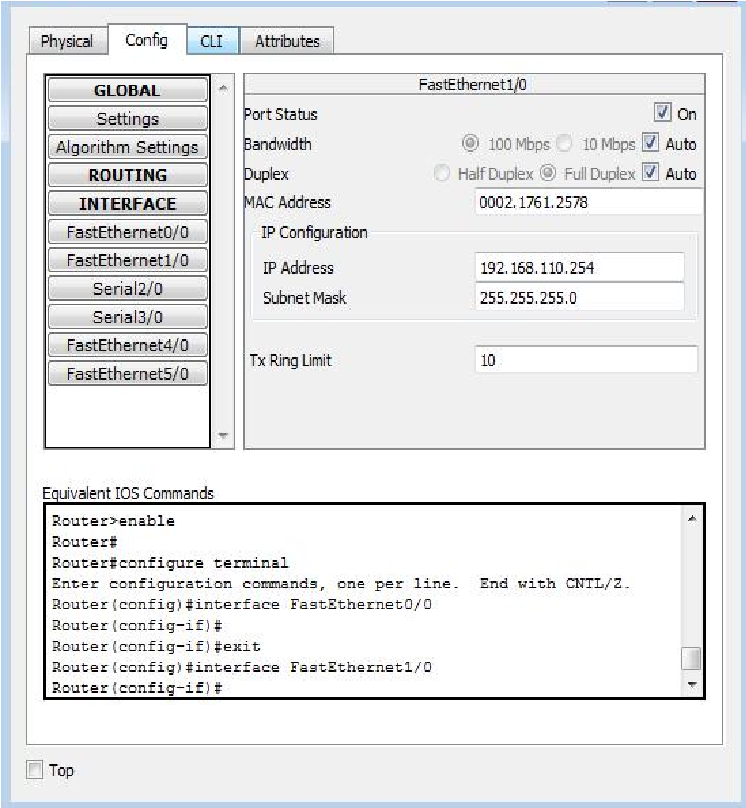 Physical Config CLI Attributes
GLOBAL
Settings
Algorithm Settings
ROUTING
INTERFACE
FastEthernet0/0
FastEthernet1/0
Serial2/0
Serial3/0
FastEthernet4/0
FastEthernet5/0
FastEthernet1/0
Port Status On
Bandwidth 100 Mbps 10 Mbps Auto
Duplex Half Duplex Full Duplex Auto
MAC Address 0002.1761.2578
IP Configuration
IP Address 192.168.110.254
Subnet Mask 255.255.255.0
Tx Ring Limit 10
Equivalent IOS Commands
Router>enable
Router#
Router#configure terminal
Enter configuration commands, one per line. End with CNTL/Z.
Router(config)#interface FastEthernet0/0
Router(config-if)#
Router(config-if)#exit
Router(config)#interface FastEthernet1/0
Router(config-if)#
Top